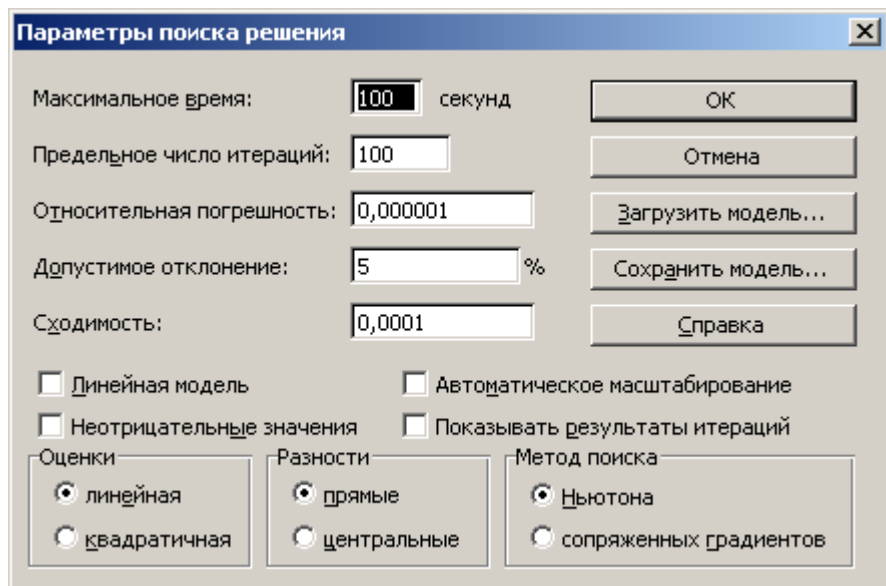 Параметры поиска решения
Максимальное время: 100 секунд ОК
Предельное число итераций: 100 Отмена
Относительная погрешность: 0,000001 Загрузить модель...
Допустимое отклонение: 5 % Сохранить модель...
Сходимость: 0,0001 Справка
Линейная модель Автоматическое масштабирование
Неотрицательные значения Показывать результаты итераций
Оценки Разности Метод поиска
линейная прямые Ньютона
квадратичная центральные сопряженных градиентов